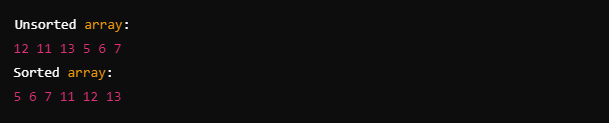 Unsorted array:
12 11 13 5 6 7
Sorted array:
5 6 7 11 12 13